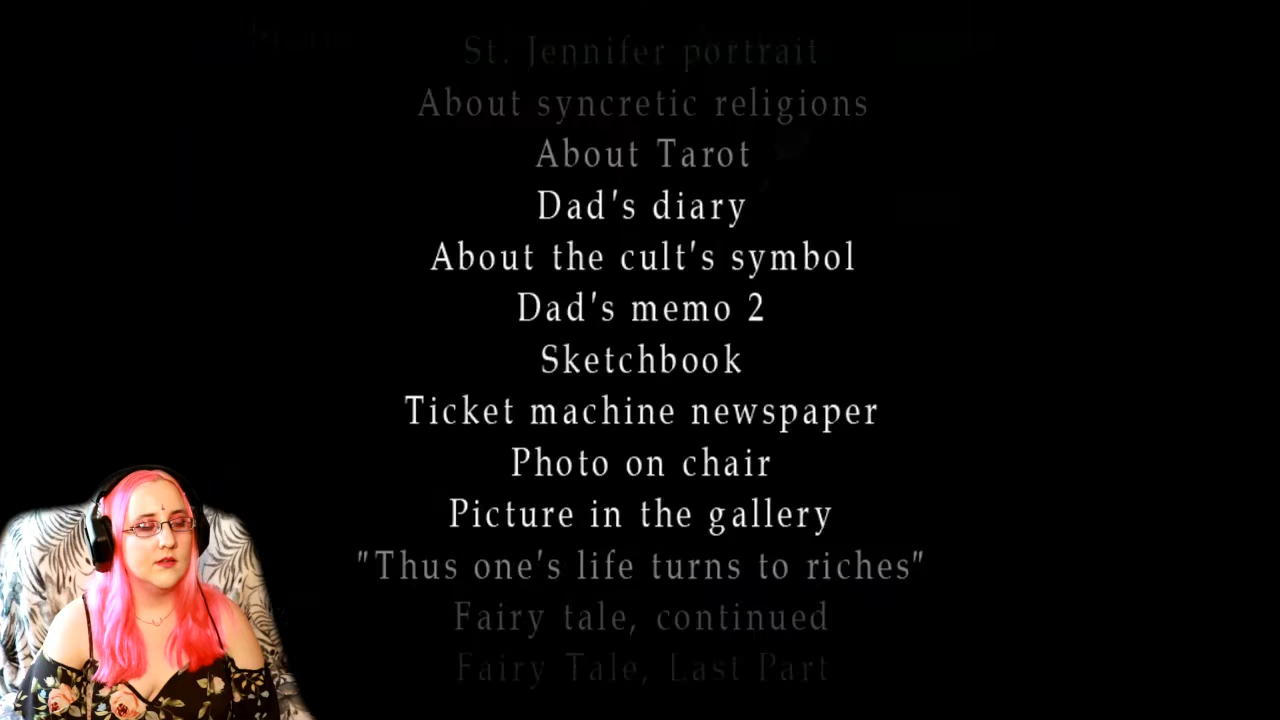 St. Jennifer portrait
About syncretic religions
About Tarot
Dad's diary
About the cult's symbol
Dad's memo 2
Sketchbook
Ticket machine newspaper
Photo on chair
Picture in the gallery
"Thus one's life turns to riches"
Fairy tale, continued
Fairy Tale, Last Part